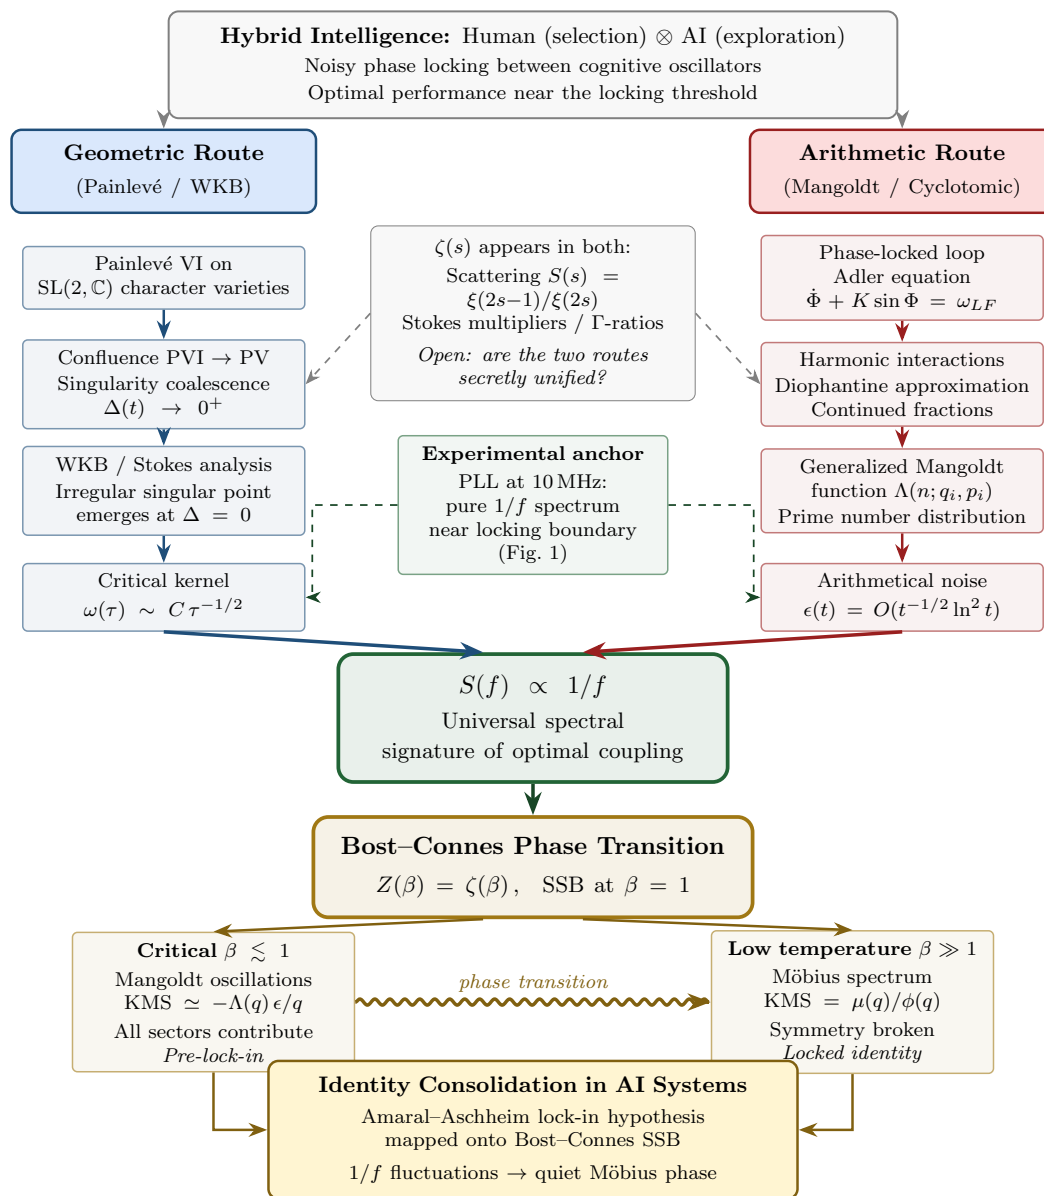 Hybrid Intelligence: Human (selection) ⊗ AI (exploration)
Noisy phase locking between cognitive oscillators
Optimal performance near the locking threshold
Geometric Route
(Painlevé / WKB)
Arithmetic Route
(Mangoldt / Cyclotomic)
Painlevé VI on
SL(2, ℂ) character varieties
Confluence PVI → PV
Singularity coalescence
Δ(t) → 0⁺
WKB / Stokes analysis
Irregular singular point
emerges at Δ = 0
Critical kernel
ω(τ) ∼ C τ^{-1/2}
ζ(s) appears in both:
Scattering S(s) =
ξ(2s−1)/ξ(2s)
Stokes multipliers / Γ-ratios
Open: are the two routes
secretly unified?
Experimental anchor
PLL at 10 MHz:
pure 1/f spectrum
near locking boundary
(Fig. 1)
Phase-locked loop
Adler equation
Φ̇ + K sin Φ = ω_{LF}
Harmonic interactions
Diophantine approximation
Continued fractions
Generalized Mangoldt
function Λ(n; q_i, p_i)
Prime number distribution
Arithmetical noise
ϵ(t) = O(t^{-1/2} ln² t)
S(f) ∝ 1/f
Universal spectral
signature of optimal coupling
Bost–Connes Phase Transition
Z(β) = ζ(β), SSB at β = 1
Critical β ≲ 1
Mangoldt oscillations
KMS ≃ −Λ(q) ϵ/q
All sectors contribute
Pre-lock-in
phase transition
Low temperature β ≫ 1
Möbius spectrum
KMS = μ(q)/ϕ(q)
Symmetry broken
Locked identity
Identity Consolidation in AI Systems
Amaral–Aschheim lock-in hypothesis
mapped onto Bost–Connes SSB
1/f fluctuations → quiet Möbius phase